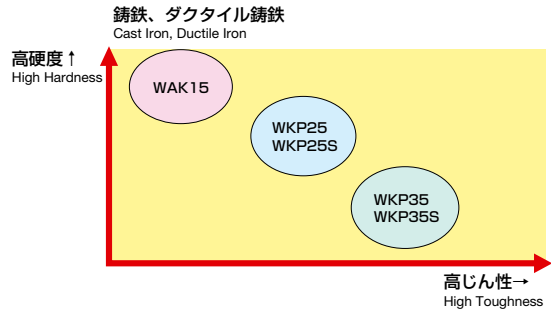 鋳鉄、ダクタイル鋳鉄
Cast Iron, Ductile Iron
高硬度↑
High Hardness
WAK15
WKP25
WKP25S
WKP35
WKP35S
高じん性→
High Toughness